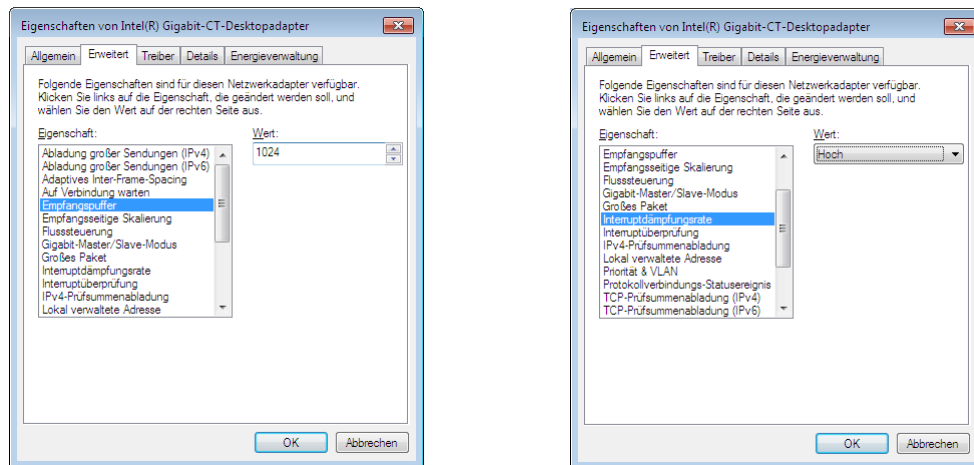 Eigenschaften von Intel(R) Gigabit-CT-Desktopadapter
Allgemein Erweitert Treiber Details Energieverwaltung
Folgende Eigenschaften sind für diesen Netzwerkadapter verfügbar.
Klicken Sie links auf die Eigenschaft, die geändert werden soll, und
wählen Sie den Wert auf der rechten Seite aus.
Eigenschaft: Wert:
Abladung großer Sendungen (IPv4)
1024
Abladung großer Sendungen (IPv6)
Adaptives Inter-Frame-Spacing
Auf Verbindung warten
Empfangspuffer
Empfangsseitige Skalierung
Flusssteuerung
Gigabit-Master/Slave-Modus
Großes Paket
Interruptdämpfungsrate
Interruptüberprüfung
IPv4-Prüfsummenabladung
Lokal verwaltete Adresse
OK Abbrechen
Eigenschaften von Intel(R) Gigabit-CT-Desktopadapter
Allgemein Erweitert Treiber Details Energieverwaltung
Folgende Eigenschaften sind für diesen Netzwerkadapter verfügbar.
Klicken Sie links auf die Eigenschaft, die geändert werden soll, und
wählen Sie den Wert auf der rechten Seite aus.
Eigenschaft: Wert:
Empfangspuffer
Hoch
Empfangsseitige Skalierung
Flusssteuerung
Gigabit-Master/Slave-Modus
Großes Paket
Interruptdämpfungsrate
Interruptüberprüfung
IPv4-Prüfsummenabladung
Lokal verwaltete Adresse
Priorität & VLAN
Protokollverbindungs-Statusereignis
TCP-Prüfsummenabladung (IPv4)
TCP-Prüfsummenabladung (IPv6)
OK Abbrechen